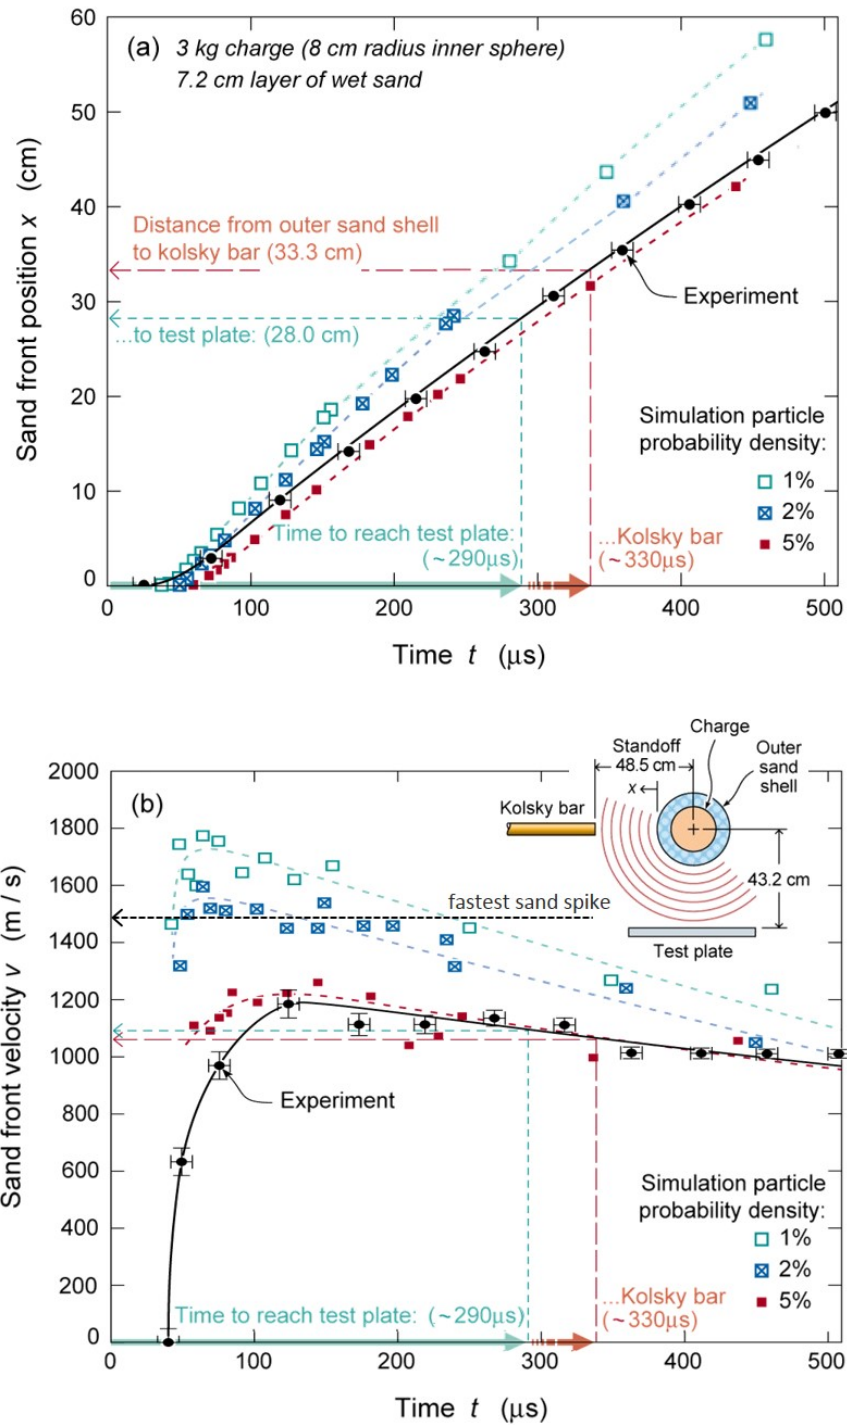 60
(a) 3 kg charge (8 cm radius inner sphere)
7.2 cm layer of wet sand
50
Sand front position x (cm)
40
Distance from outer sand shell
to kolsky bar (33.3 cm)
30
Experiment
...to test plate: (28.0 cm)
20
Simulation particle
probability density:
1%
2%
5%
10
Time to reach test plate:
(~290μs)
...Kolsky bar
(~330μs)
0
0 100 200 300 400 500
Time t (μs)
2000
(b)
Charge
Standoff
48.5 cm
Outer
sand
shell
x
Kolsky bar
43.2 cm
Test plate
1800
1600
fastest sand spike
1400
Sand front velocity v (m / s)
1200
1000
Experiment
800
600
Simulation particle
probability density:
1%
2%
5%
400
200
Time to reach test plate: (~290μs)
...Kolsky bar
(~330μs)
0
0 100 200 300 400 500
Time t (μs)